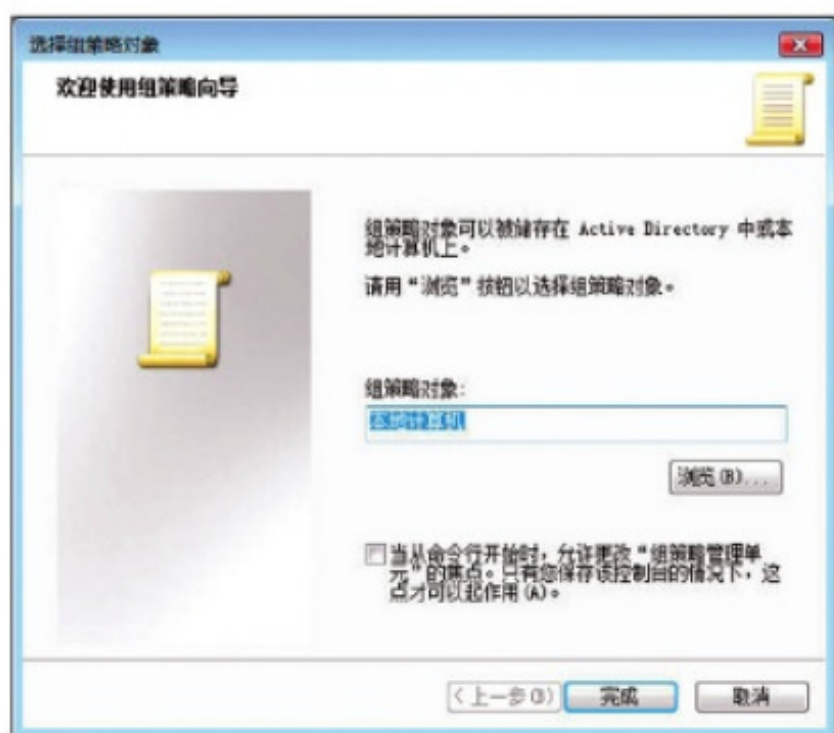 选择组策略对象
欢迎使用组策略向导
组策略对象可以被储存在 Active Directory 中或本
地计算机上。
请用“浏览”按钮以选择组策略对象。
组策略对象:
本地计算机
浏览(B)...
当从命令行开始时，允许更改“组策略管理单
元”的焦点。只有您保存该控制台的情况下，这
点才可以起作用(A)。
<上一步(B)
完成
取消